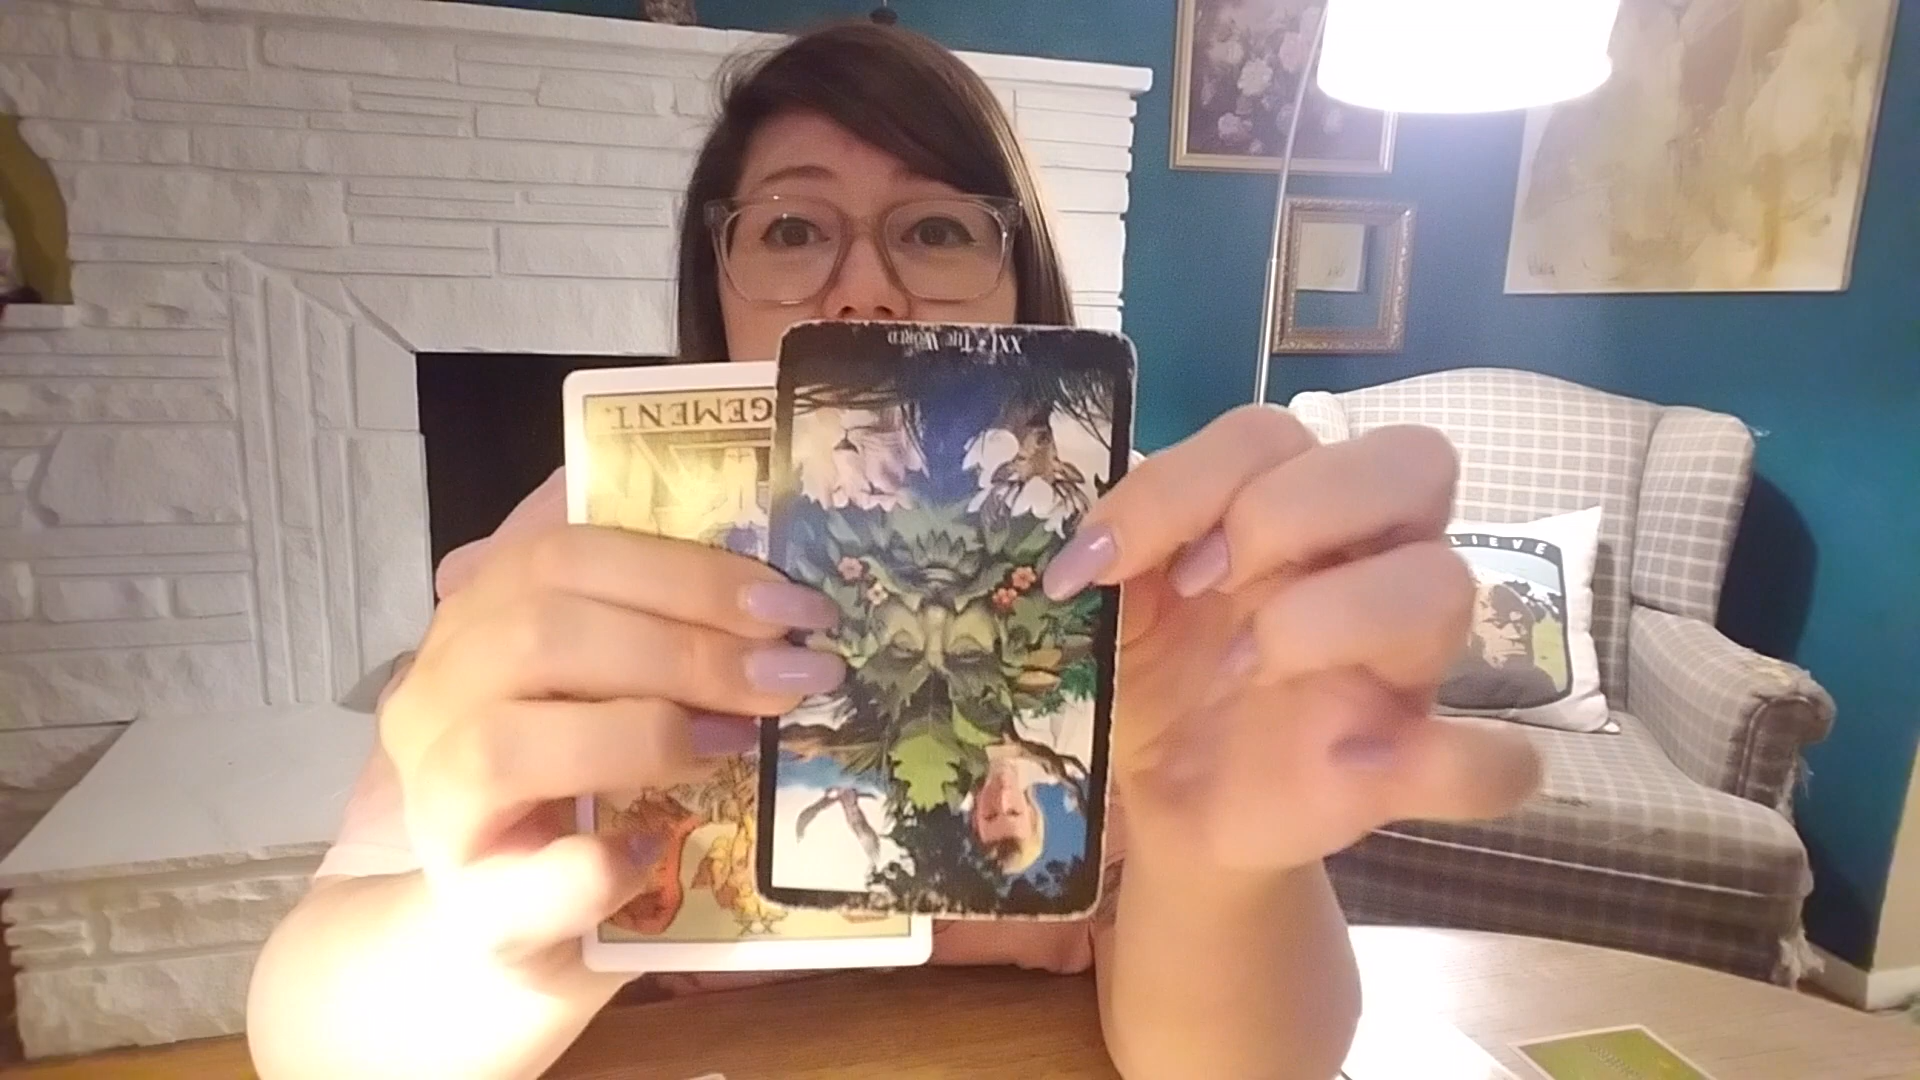 XXI • THE WORLD
GEMENT.
XX
LIEVE